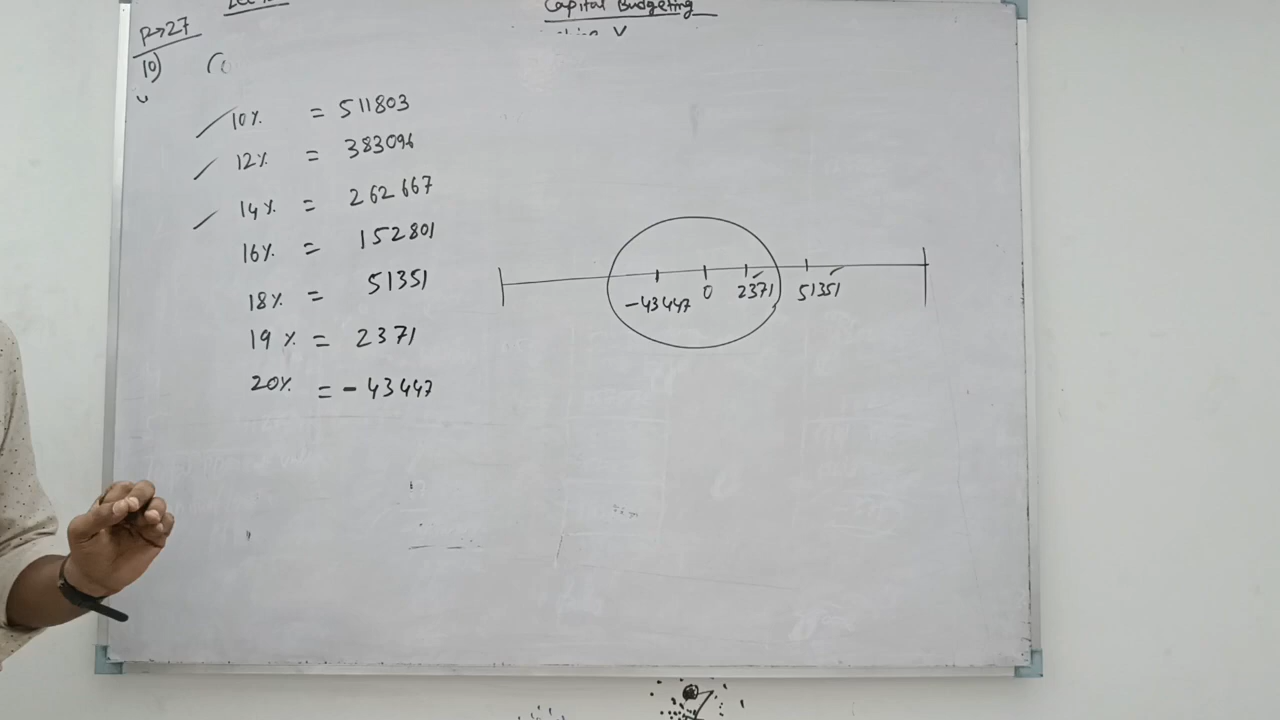 Capital Budgeting
P→27
10)
10% = 511803
12% = 383096
14% = 262667
16% = 152801
18% = 51351
19% = 2371
20% = -43447
-43447 0 2371 51351